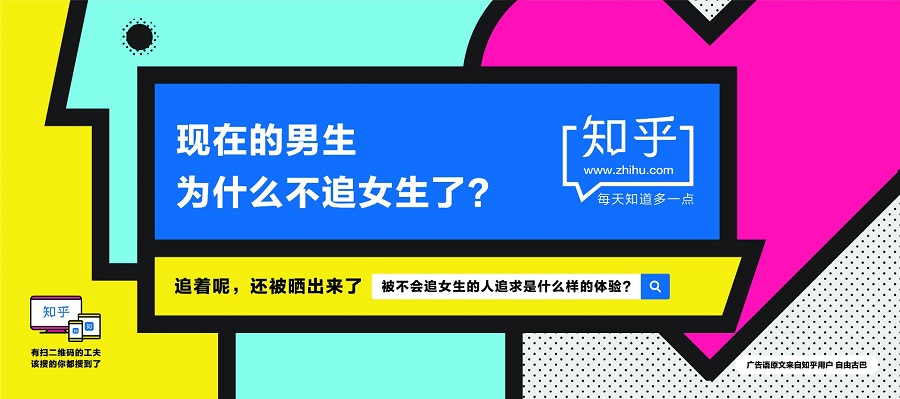 现在的男生
为什么不追女生了?
知乎
www.zhihu.com
每天知道多一点
追着呢，还被晒出来了
被不会追女生的人追求是什么样的体验?
知乎
知
有扫二维码的工夫
该搜的你都搜到了
广告语原文来自知乎用户 自由古巴